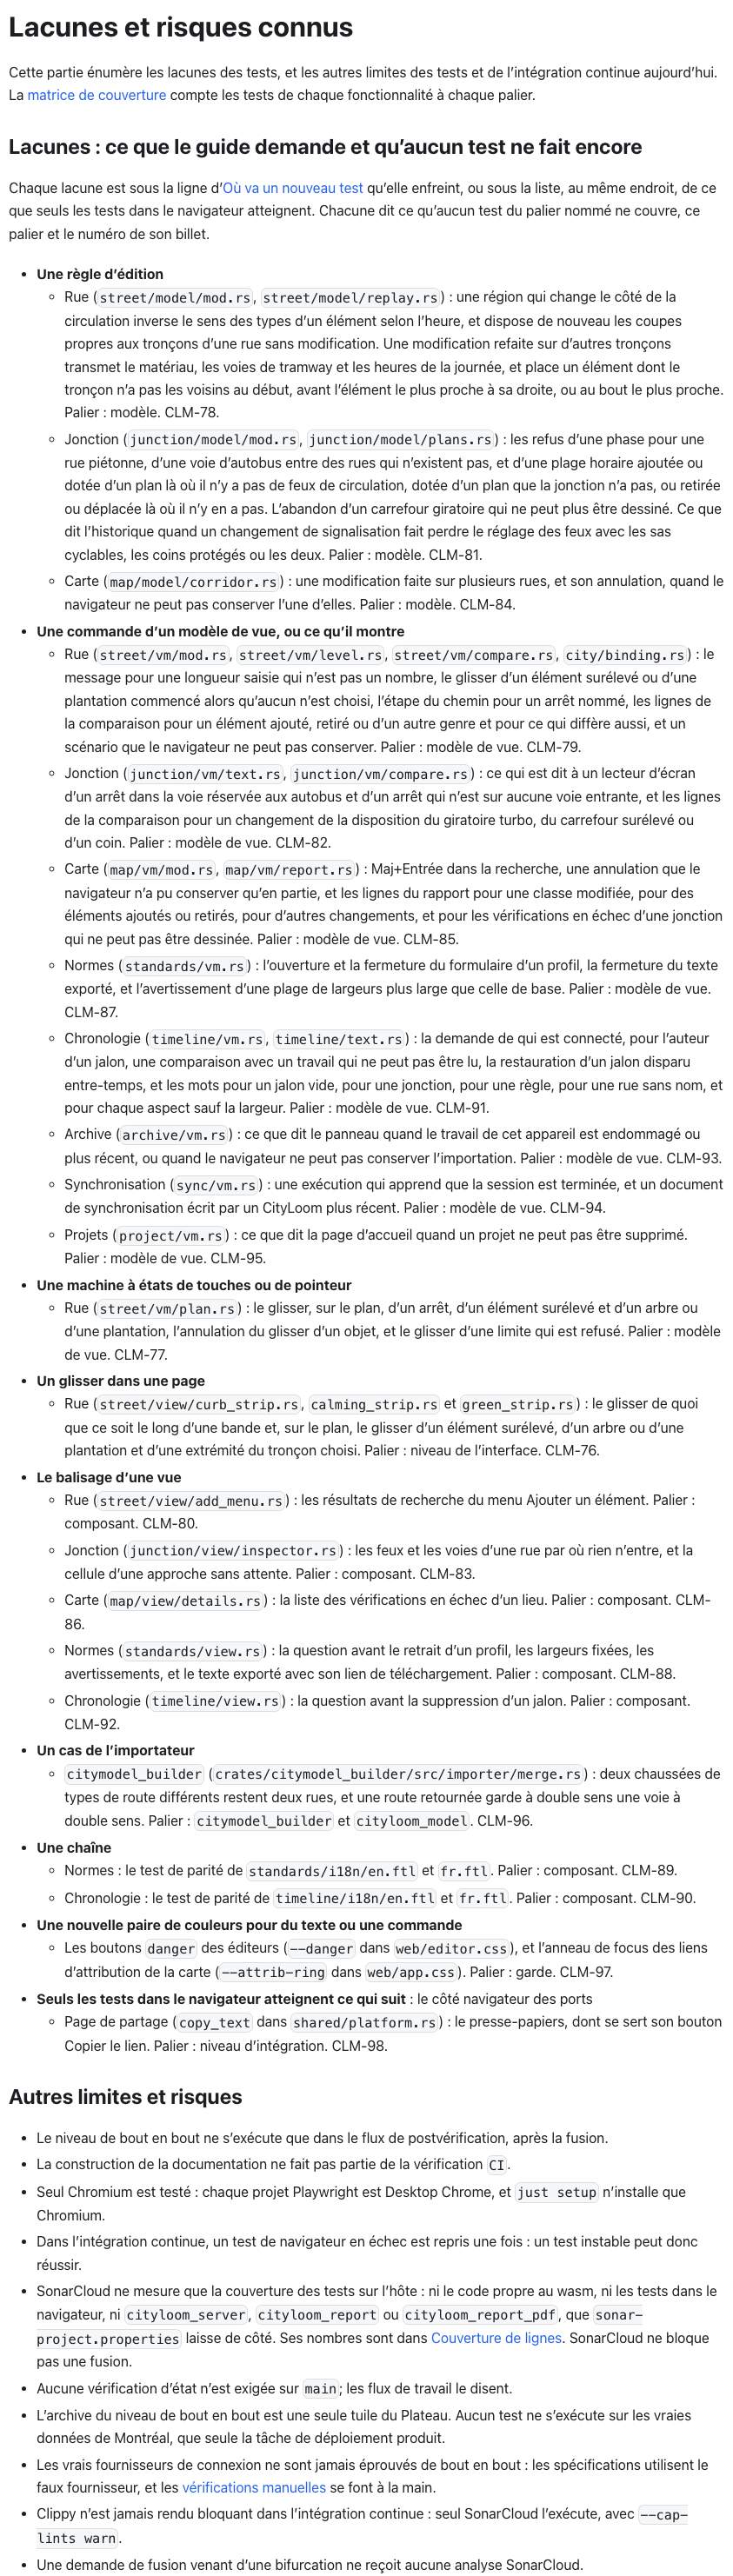 Lacunes et risques connus
Cette partie énumère les lacunes des tests, et les autres limites des tests et de l’intégration continue aujourd’hui.
La matrice de couverture compte les tests de chaque fonctionnalité à chaque palier.
Lacunes : ce que le guide demande et qu’aucun test ne fait encore
Chaque lacune est sous la ligne d’Où va un nouveau test qu’elle enfreint, ou sous la liste, au même endroit, de ce
que seuls les tests dans le navigateur atteignent. Chacune dit ce qu’aucun test du palier nommé ne couvre, ce
palier et le numéro de son billet.
• Une règle d’édition
◦ Rue (street/model/mod.rs, street/model/replay.rs) : une région qui change le côté de la
circulation inverse le sens des types d’un élément selon l’heure, et dispose de nouveau les coupes
propres aux tronçons d’une rue sans modification. Une modification refaite sur d’autres tronçons
transmet le matériau, les voies de tramway et les heures de la journée, et place un élément dont le
tronçon n’a pas les voisins au début, avant l’élément le plus proche à sa droite, ou au bout le plus proche.
Palier : modèle. CLM-78.
◦ Jonction (junction/model/mod.rs, junction/model/plans.rs) : les refus d’une phase pour une
rue piétonne, d’une voie d’autobus entre des rues qui n’existent pas, et d’une plage horaire ajoutée ou
dotée d’un plan là où il n’y a pas de feux de circulation, dotée d’un plan que la jonction n’a pas, ou retirée
ou déplacée là où il n’y en a pas. L’abandon d’un carrefour giratoire qui ne peut plus être dessiné. Ce que
dit l’historique quand un changement de signalisation fait perdre le réglage des feux avec les sas
cyclables, les coins protégés ou les deux. Palier : modèle. CLM-81.
◦ Carte (map/model/corridor.rs) : une modification faite sur plusieurs rues, et son annulation, quand le
navigateur ne peut pas conserver l’une d’elles. Palier : modèle. CLM-84.
• Une commande d’un modèle de vue, ou ce qu’il montre
◦ Rue (street/vm/mod.rs, street/vm/level.rs, street/vm/compare.rs, city/binding.rs) : le
message pour une longueur saisie qui n’est pas un nombre, le glisser d’un élément surélevé ou d’une
plantation commencé alors qu’aucun n’est choisi, l’étape du chemin pour un arrêt nommé, les lignes de
la comparaison pour un élément ajouté, retiré ou d’un autre genre et pour ce qui diffère aussi, et un
scénario que le navigateur ne peut pas conserver. Palier : modèle de vue. CLM-79.
◦ Jonction (junction/vm/text.rs, junction/vm/compare.rs) : ce qui est dit à un lecteur d’écran
d’un arrêt dans la voie réservée aux autobus et d’un arrêt qui n’est sur aucune voie entrante, et les lignes
de la comparaison pour un changement de la disposition du giratoire turbo, du carrefour surélevé ou
d’un coin. Palier : modèle de vue. CLM-82.
◦ Carte (map/vm/mod.rs, map/vm/report.rs) : Maj+Entrée dans la recherche, une annulation que le
navigateur n’a pu conserver qu’en partie, et les lignes du rapport pour une classe modifiée, pour des
éléments ajoutés ou retirés, pour d’autres changements, et pour les vérifications en échec d’une jonction
qui ne peut pas être dessinée. Palier : modèle de vue. CLM-85.
◦ Normes (standards/vm.rs) : l’ouverture et la fermeture du formulaire d’un profil, la fermeture du texte
exporté, et l’avertissement d’une plage de largeurs plus large que celle de base. Palier : modèle de vue.
CLM-87.
◦ Chronologie (timeline/vm.rs, timeline/text.rs) : la demande de qui est connecté, pour l’auteur
d’un jalon, une comparaison avec un travail qui ne peut pas être lu, la restauration d’un jalon disparu
entre-temps, et les mots pour un jalon vide, pour une jonction, pour une règle, pour une rue sans nom, et
pour chaque aspect sauf la largeur. Palier : modèle de vue. CLM-91.
◦ Archive (archive/vm.rs) : ce que dit le panneau quand le travail de cet appareil est endommagé ou
plus récent, ou quand le navigateur ne peut pas conserver l’importation. Palier : modèle de vue. CLM-93.
◦ Synchronisation (sync/vm.rs) : une exécution qui apprend que la session est terminée, et un document
de synchronisation écrit par un CityLoom plus récent. Palier : modèle de vue. CLM-94.
◦ Projets (project/vm.rs) : ce que dit la page d’accueil quand un projet ne peut pas être supprimé.
Palier : modèle de vue. CLM-95.
• Une machine à états de touches ou de pointeur
◦ Rue (street/vm/plan.rs) : le glisser, sur le plan, d’un arrêt, d’un élément surélevé et d’un arbre ou
d’une plantation, l’annulation du glisser d’un objet, et le glisser d’une limite qui est refusé. Palier : modèle
de vue. CLM-77.
• Un glisser dans une page
◦ Rue (street/view/curb_strip.rs, calming_strip.rs et green_strip.rs) : le glisser de quoi
que ce soit le long d’une bande et, sur le plan, le glisser d’un élément surélevé, d’un arbre ou d’une
plantation et d’une extrémité du tronçon choisi. Palier : niveau de l’interface. CLM-76.
• Le balisage d’une vue
◦ Rue (street/view/add_menu.rs) : les résultats de recherche du menu Ajouter un élément. Palier :
composant. CLM-80.
◦ Jonction (junction/view/inspector.rs) : les feux et les voies d’une rue par où rien n’entre, et la
cellule d’une approche sans attente. Palier : composant. CLM-83.
◦ Carte (map/view/details.rs) : la liste des vérifications en échec d’un lieu. Palier : composant. CLM-
86.
◦ Normes (standards/view.rs) : la question avant le retrait d’un profil, les largeurs fixées, les
avertissements, et le texte exporté avec son lien de téléchargement. Palier : composant. CLM-88.
◦ Chronologie (timeline/view.rs) : la question avant la suppression d’un jalon. Palier : composant.
CLM-92.
• Un cas de l’importateur
◦ citymodel_builder (crates/citymodel_builder/src/importer/merge.rs) : deux chaussées de
types de route différents restent deux rues, et une route retournée garde à double sens une voie à
double sens. Palier : citymodel_builder et cityloom_model. CLM-96.
• Une chaîne
◦ Normes : le test de parité de standards/i18n/en.ftl et fr.ftl. Palier : composant. CLM-89.
◦ Chronologie : le test de parité de timeline/i18n/en.ftl et fr.ftl. Palier : composant. CLM-90.
• Une nouvelle paire de couleurs pour du texte ou une commande
◦ Les boutons danger des éditeurs (--danger dans web/editor.css), et l’anneau de focus des liens
d’attribution de la carte (--attrib-ring dans web/app.css). Palier : garde. CLM-97.
• Seuls les tests dans le navigateur atteignent ce qui suit : le côté navigateur des ports
◦ Page de partage (copy_text dans shared/platform.rs) : le presse-papiers, dont se sert son bouton
Copier le lien. Palier : niveau d’intégration. CLM-98.
Autres limites et risques
• Le niveau de bout en bout ne s’exécute que dans le flux de postvérification, après la fusion.
• La construction de la documentation ne fait pas partie de la vérification CI.
• Seul Chromium est testé : chaque projet Playwright est Desktop Chrome, et just setup n’installe que
Chromium.
• Dans l’intégration continue, un test de navigateur en échec est repris une fois : un test instable peut donc
réussir.
• SonarCloud ne mesure que la couverture des tests sur l’hôte : ni le code propre au wasm, ni les tests dans le
navigateur, ni cityloom_server, cityloom_report ou cityloom_report_pdf, que sonar-
project.properties laisse de côté. Ses nombres sont dans Couverture de lignes. SonarCloud ne bloque
pas une fusion.
• Aucune vérification d’état n’est exigée sur main; les flux de travail le disent.
• L’archive du niveau de bout en bout est une seule tuile du Plateau. Aucun test ne s’exécute sur les vraies
données de Montréal, que seule la tâche de déploiement produit.
• Les vrais fournisseurs de connexion ne sont jamais éprouvés de bout en bout : les spécifications utilisent le
faux fournisseur, et les vérifications manuelles se font à la main.
• Clippy n’est jamais rendu bloquant dans l’intégration continue : seul SonarCloud l’exécute, avec --cap-
lints warn.
• Une demande de fusion venant d’une bifurcation ne reçoit aucune analyse SonarCloud.